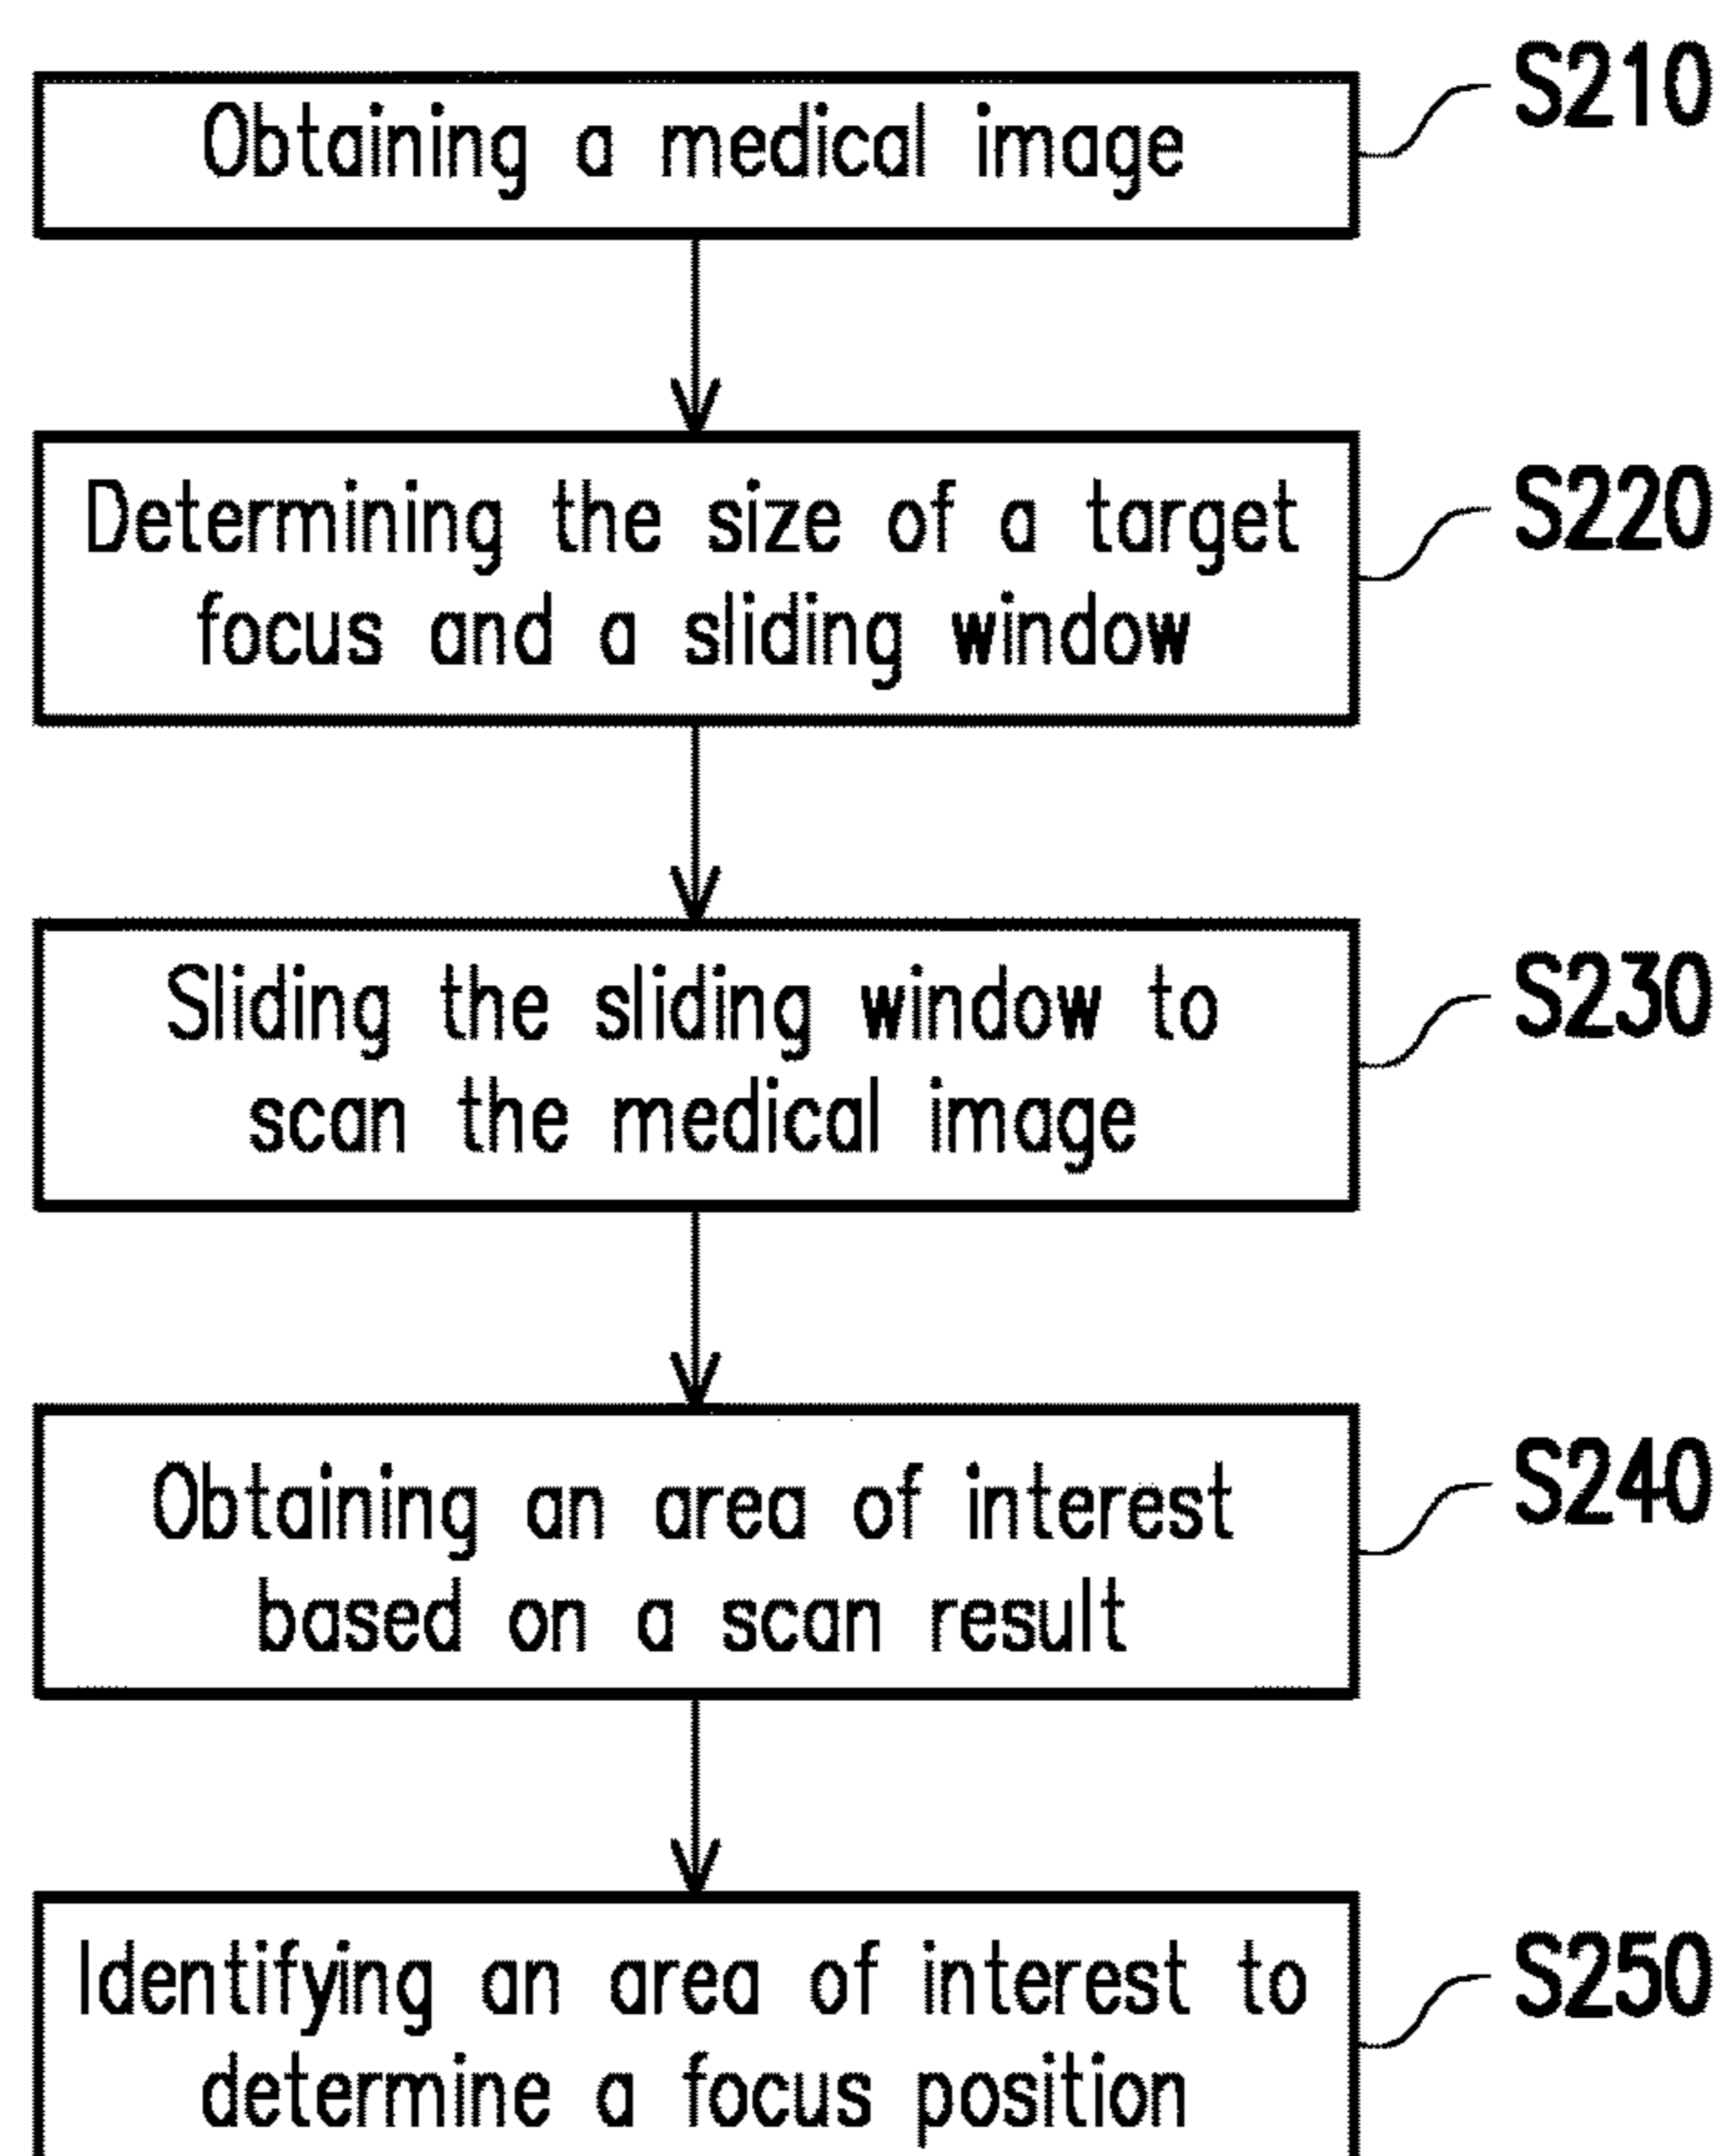 Obtaining a medical image
S210
Determining the size of a target
focus and a sliding window
S220
Sliding the sliding window to
scan the medical image
S230
Obtaining an area of interest
based on a scan result
S240
Identifying an area of interest to
determine a focus position
S250